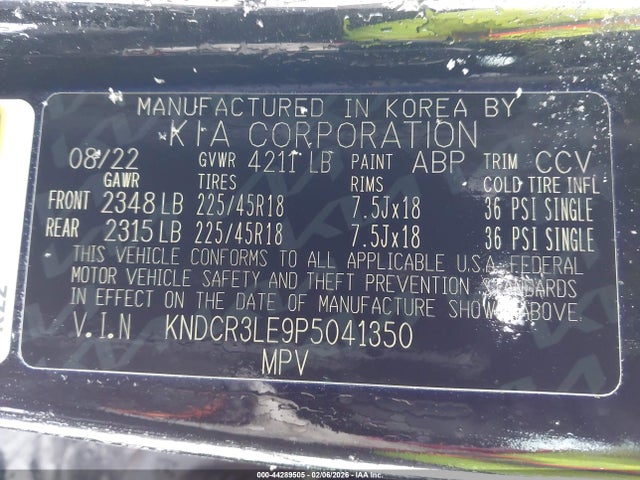 MANUFACTURED IN KOREA BY
KIA CORPORATION
08/22 GVWR 4211 LB PAINT ABP TRIM CCV
GAWR TIRES RIMS COLD TIRE INFL
FRONT 2348 LB 225/45R18 7.5Jx18 36 PSI SINGLE
REAR 2315 LB 225/45R18 7.5Jx18 36 PSI SINGLE
THIS VEHICLE CONFORMS TO ALL APPLICABLE U.S.A. FEDERAL
MOTOR VEHICLE SAFETY AND THEFT PREVENTION STANDARDS
IN EFFECT ON THE DATE OF MANUFACTURE SHOWN ABOVE.
V.I.N KNDCR3LE9P5041350
MPV
000-44289505 - 02/06/2026 - IAA Inc.